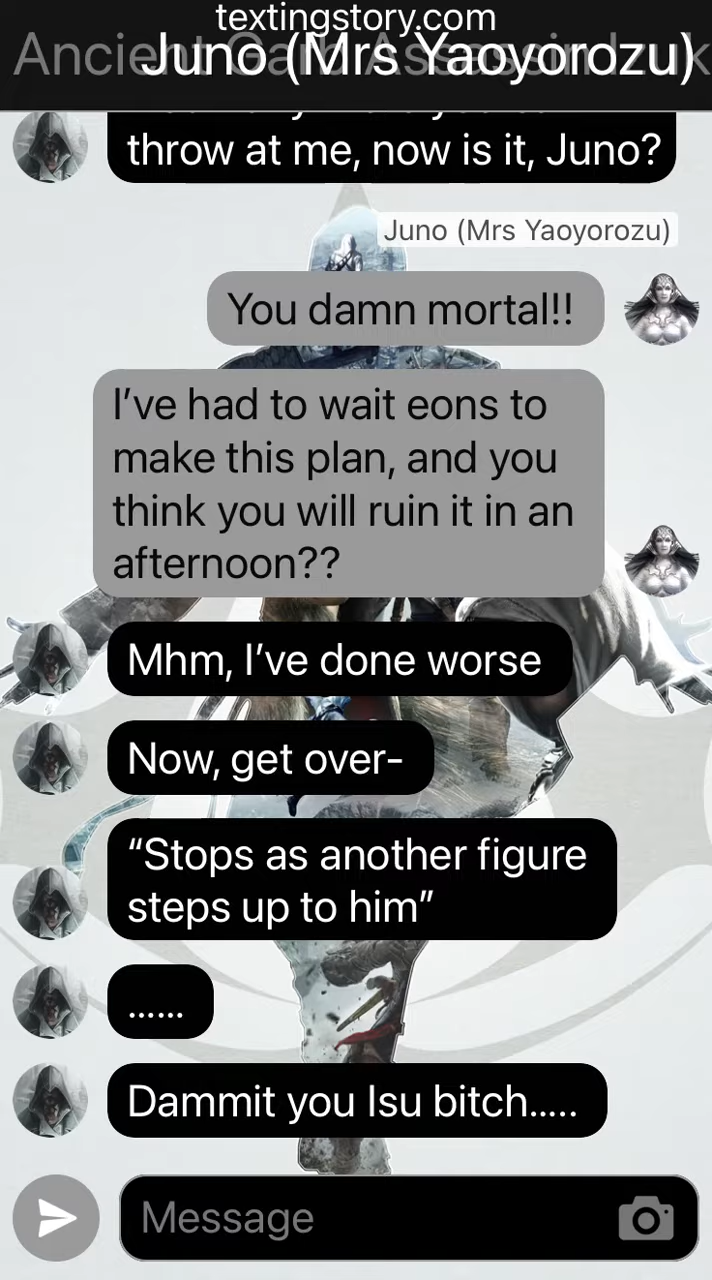 textingstory.com
Juno (Mrs Yaoyorozu)
throw at me, now is it, Juno?
Juno (Mrs Yaoyorozu)
You damn mortal!!
I’ve had to wait eons to
make this plan, and you
think you will ruin it in an
afternoon??
Mhm, I’ve done worse
Now, get over-
“Stops as another figure
steps up to him”
......
Dammit you Isu bitch.....
Message